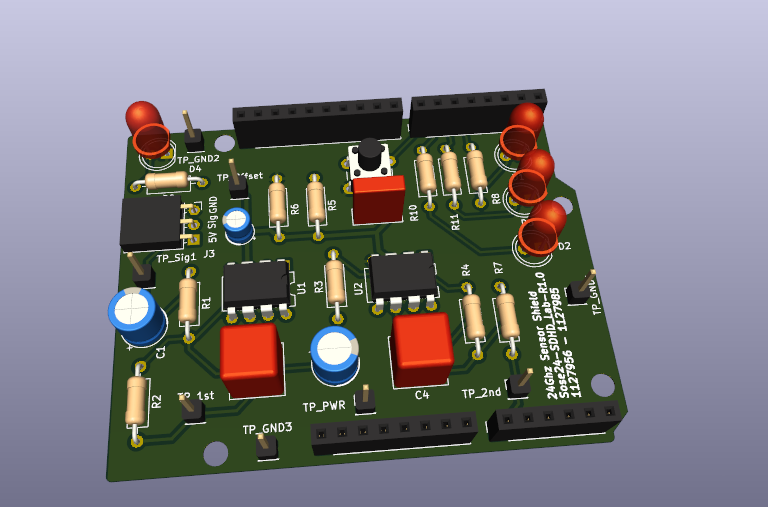 TP_GND2
D4
TP_Offset
5V Sig GND
TP_Sig1
J3
R6
R5
R10
R11
R8
D2
U1
R3
U2
R4
R7
TP_GND
R1
C1
R2
TP_1st
TP_PWR
C4
TP_2nd
TP_GND3
24Ghz Sensor Shield
Sose24-SDHD_Lab-R1.0
1127956 - 1127985